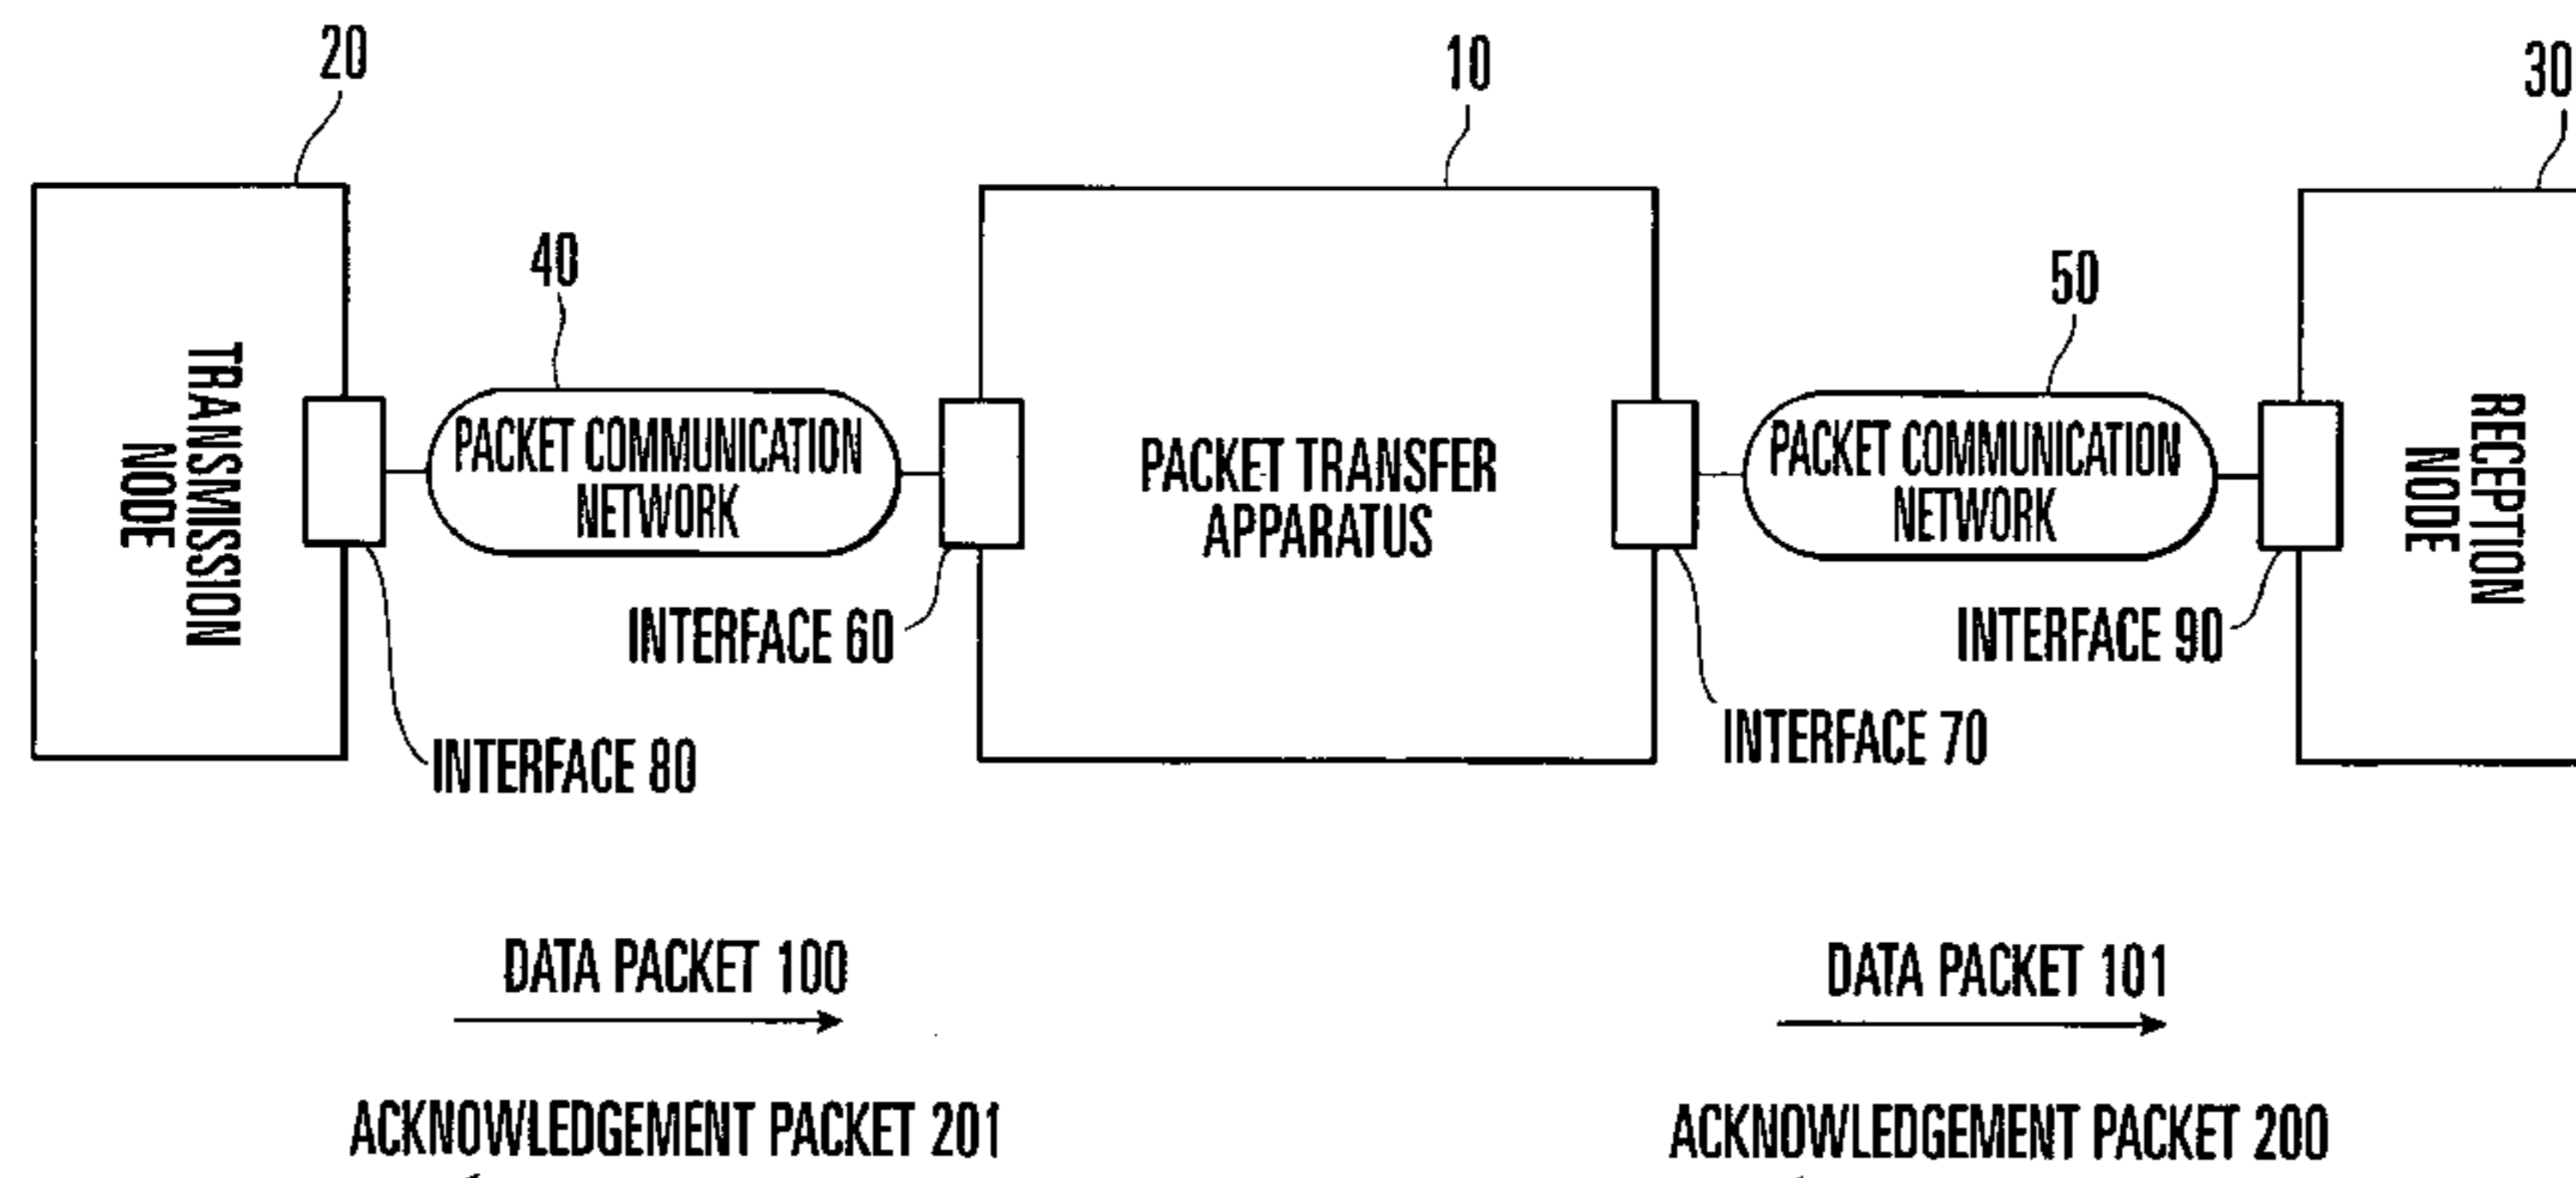 20
10
30
40
50
TRANSMISSION
NODE
PACKET COMMUNICATION
NETWORK
PACKET TRANSFER
APPARATUS
PACKET COMMUNICATION
NETWORK
RECEPTION
NODE
INTERFACE 60
INTERFACE 90
INTERFACE 80
INTERFACE 70
DATA PACKET 100
DATA PACKET 101
ACKNOWLEDGEMENT PACKET 201
ACKNOWLEDGEMENT PACKET 200